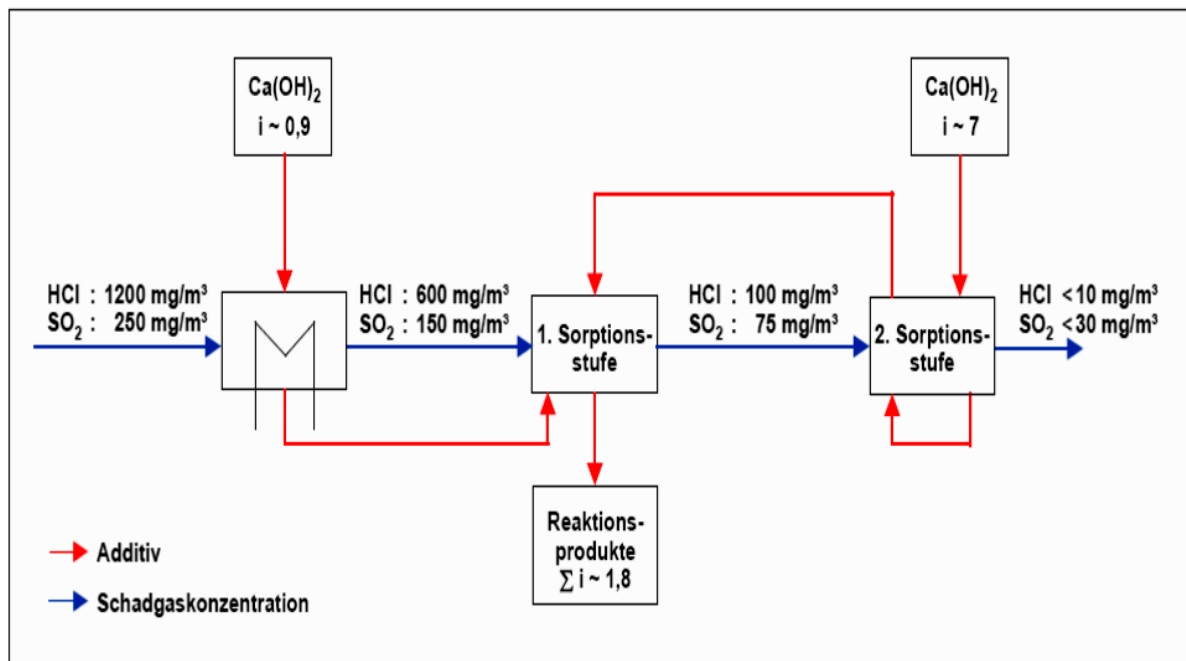 Ca(OH)₂
i ~ 0,9
Ca(OH)₂
i ~ 7
HCl : 1200 mg/m³
SO₂ : 250 mg/m³
HCl : 600 mg/m³
SO₂ : 150 mg/m³
1. Sorptions-
stufe
HCl : 100 mg/m³
SO₂ : 75 mg/m³
2. Sorptions-
stufe
HCl <10 mg/m³
SO₂ <30 mg/m³
Reaktions-
produkte
∑ i ~ 1,8
Additiv
Schadgaskonzentration